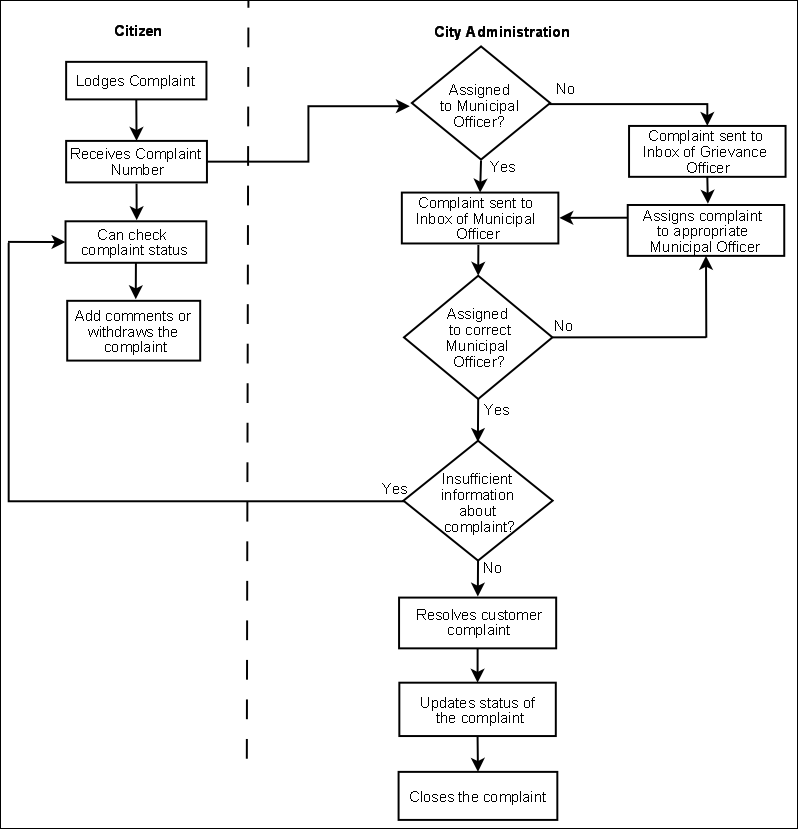 Citizen
City Administration
Lodges Complaint
Receives Complaint
Number
Can check
complaint status
Add comments or
withdraws the
complaint
Assigned
to Municipal
Officer?
No
Complaint sent to
Inbox of Grievance
Officer
Yes
Complaint sent to
Inbox of Municipal
Officer
Assigns complaint
to appropriate
Municipal Officer
Assigned
to correct
Municipal
Officer?
No
Yes
Insufficient
information
about
complaint?
Yes
No
Resolves customer
complaint
Updates status of
the complaint
Closes the complaint